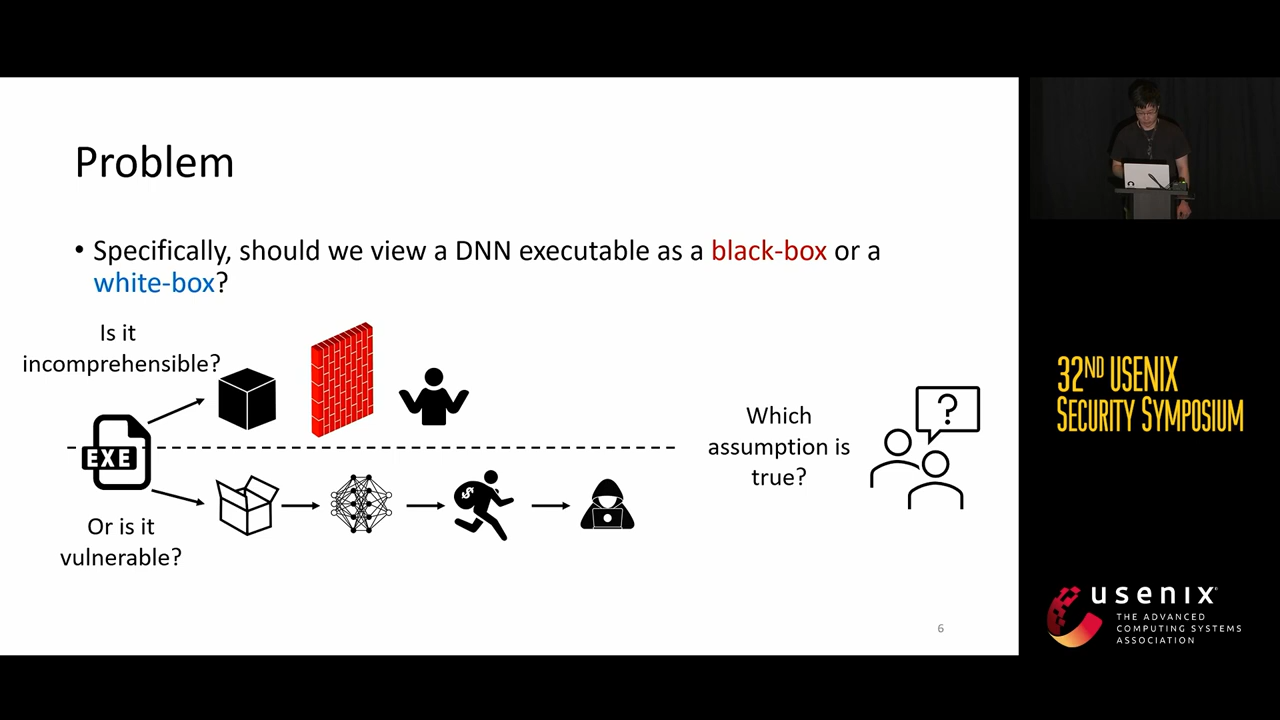 Problem
• Specifically, should we view a DNN executable as a black-box or a
white-box?
Is it
incomprehensible?
EXE
Or is it
vulnerable?
$
Which
assumption is
true?
?
6
32ND USENIX
SECURITY SYMPOSIUM
usenix
THE ADVANCED
COMPUTING SYSTEMS
ASSOCIATION